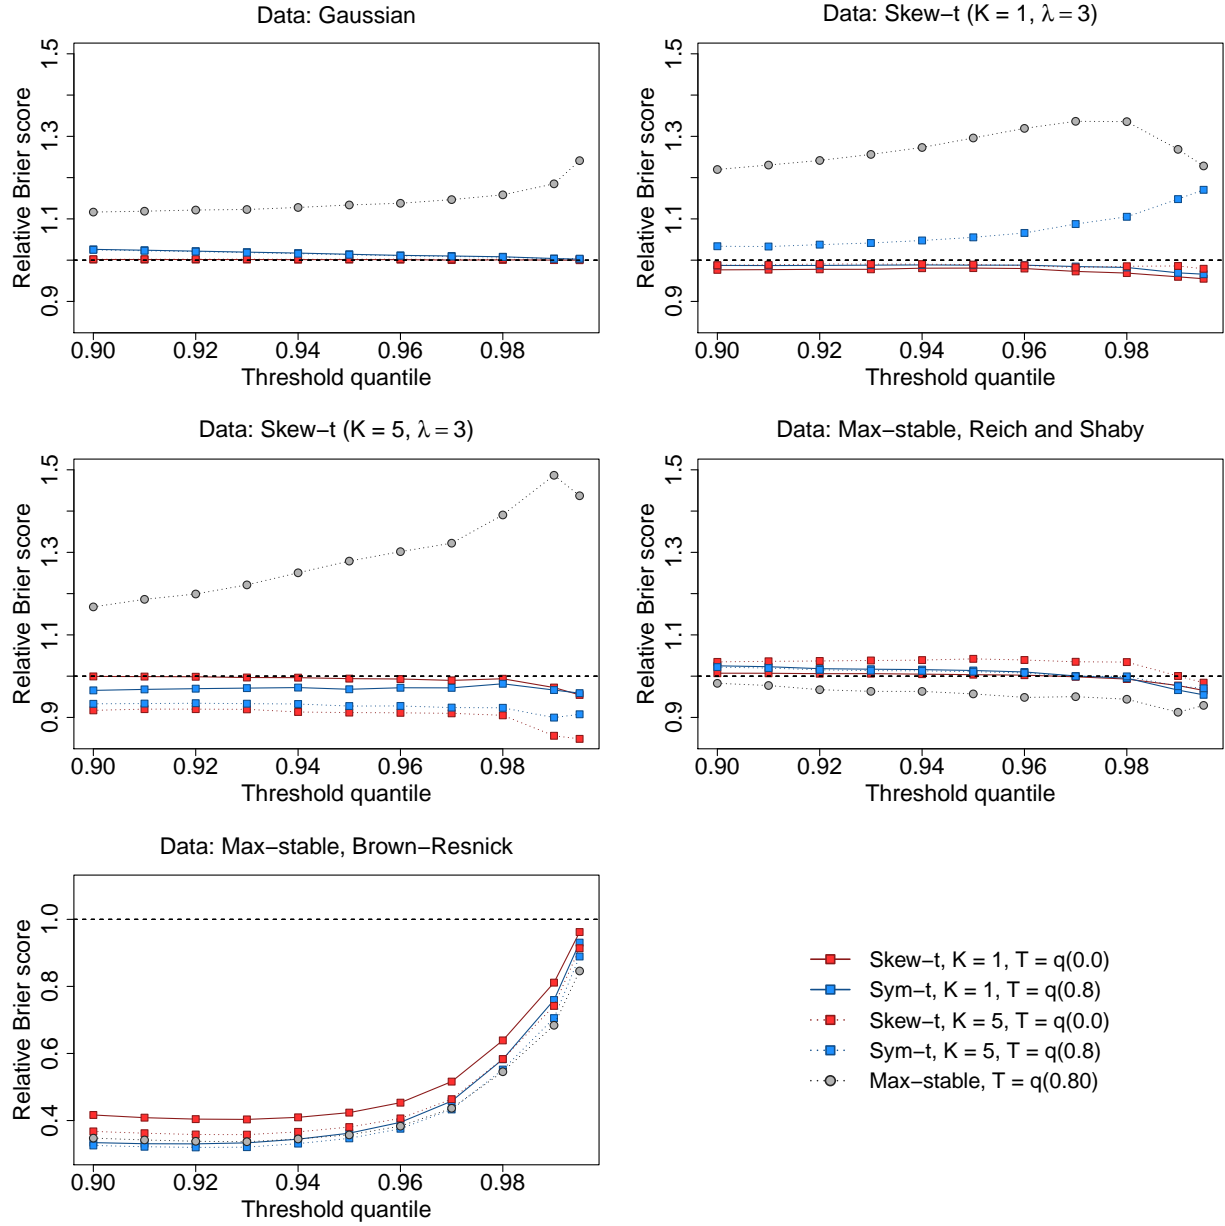 Data: Gaussian
Relative Brier score
0.9 1.1 1.3 1.5
0.90 0.92 0.94 0.96 0.98
Threshold quantile
Data: Skew−t (K = 1, λ = 3)
Relative Brier score
0.9 1.1 1.3 1.5
0.90 0.92 0.94 0.96 0.98
Threshold quantile
Data: Skew−t (K = 5, λ = 3)
Relative Brier score
0.9 1.1 1.3 1.5
0.90 0.92 0.94 0.96 0.98
Threshold quantile
Data: Max−stable, Reich and Shaby
Relative Brier score
0.9 1.1 1.3 1.5
0.90 0.92 0.94 0.96 0.98
Threshold quantile
Data: Max−stable, Brown−Resnick
Relative Brier score
0.4 0.6 0.8 1.0
0.90 0.92 0.94 0.96 0.98
Threshold quantile
Skew−t, K = 1, T = q(0.0)
Sym−t, K = 1, T = q(0.8)
Skew−t, K = 5, T = q(0.0)
Sym−t, K = 5, T = q(0.8)
Max−stable, T = q(0.80)